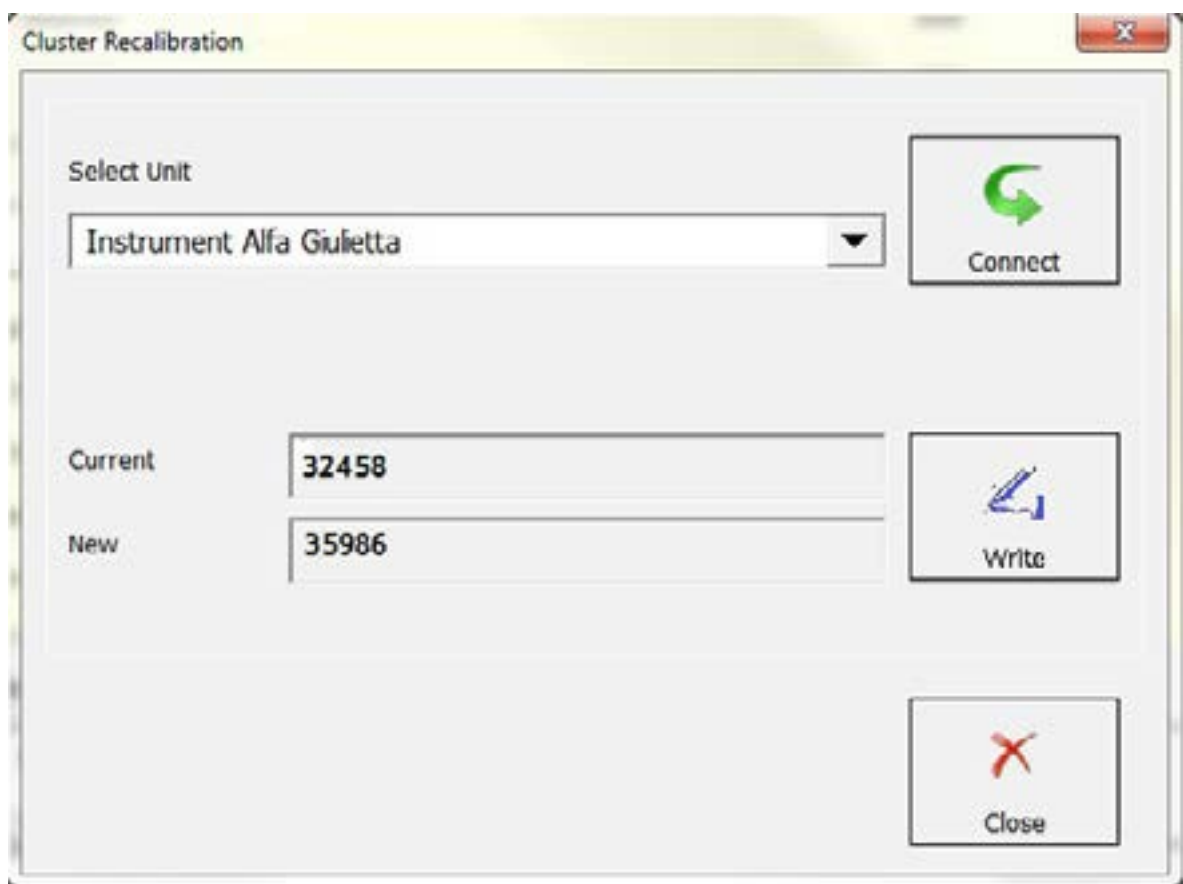 Cluster Recalibration
Select Unit
Instrument Alfa Giulietta
Connect
Current
32458
New
35986
Write
Close